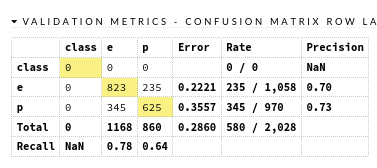 VALIDATION METRICS - CONFUSION MATRIX ROW LA
class e p Error Rate Precision
class 0 0 0 0 / 0 NaN
e 0 823 235 0.2221 235 / 1,058 0.70
p 0 345 625 0.3557 345 / 970 0.73
Total 0 1168 860 0.2860 580 / 2,028
Recall NaN 0.78 0.64